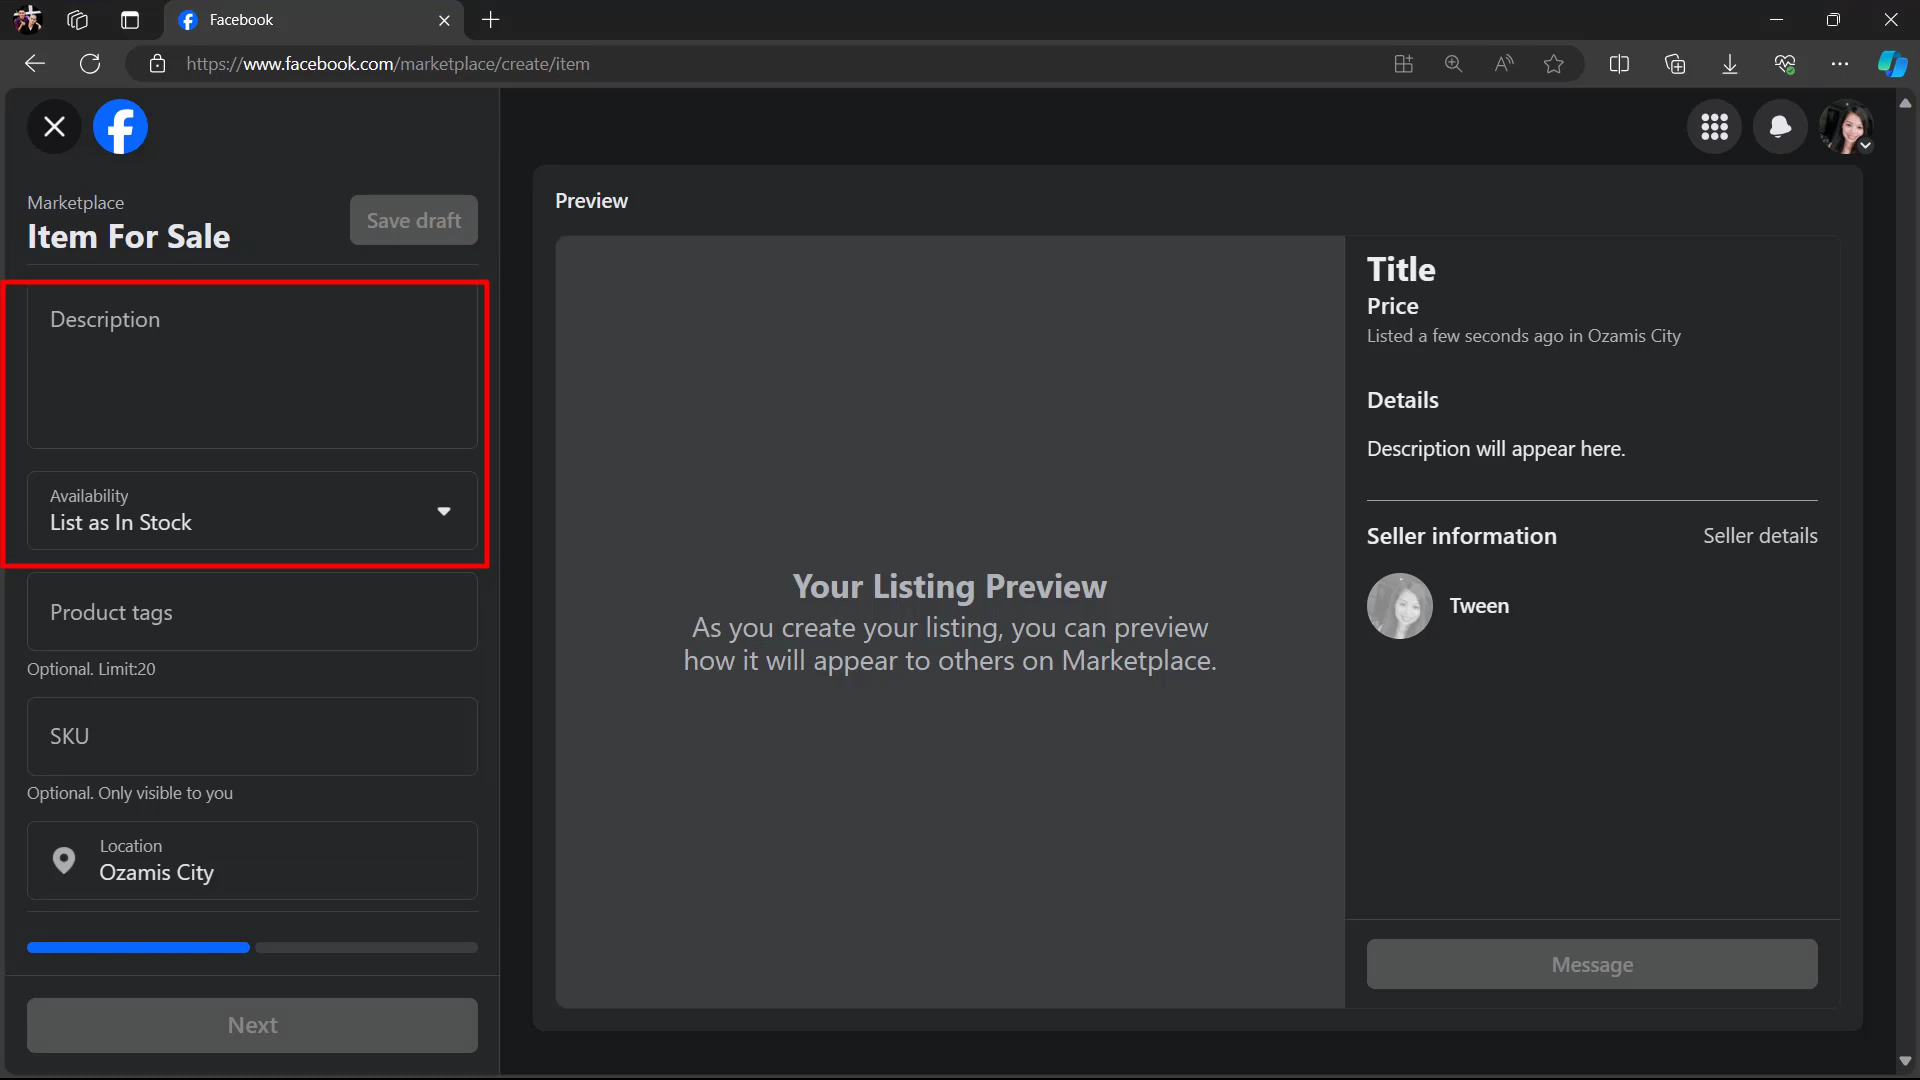 Facebook
https://www.facebook.com/marketplace/create/item
Marketplace
Item For Sale
Save draft
Description
Availability
List as In Stock
Product tags
Optional. Limit:20
SKU
Optional. Only visible to you
Location
Ozamis City
Next
Preview
Your Listing Preview
As you create your listing, you can preview
how it will appear to others on Marketplace.
Title
Price
Listed a few seconds ago in Ozamis City
Details
Description will appear here.
Seller information
Seller details
Tween
Message